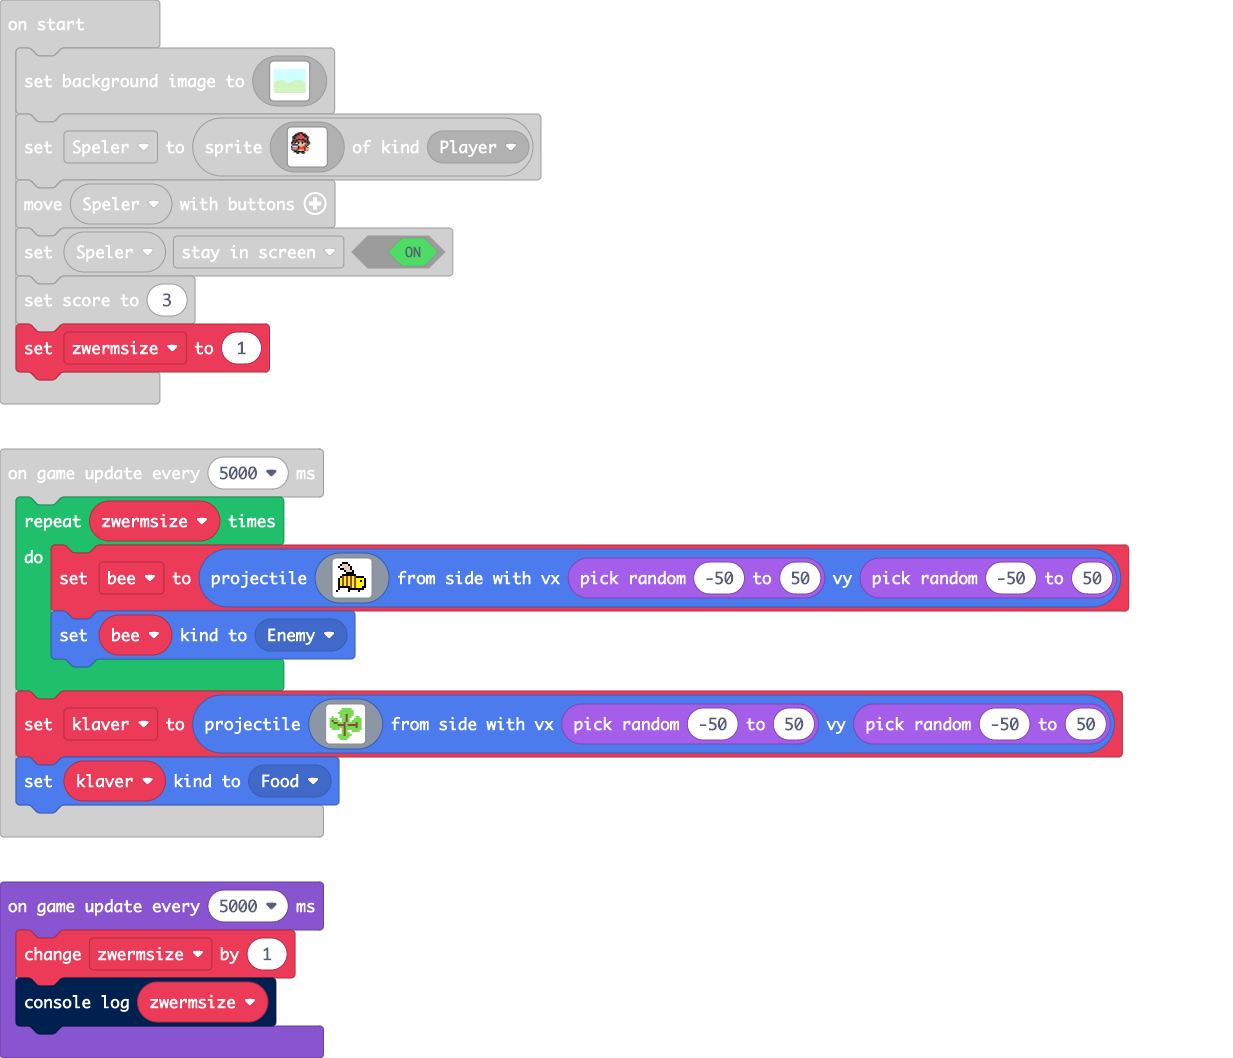 on start
set background image to
set Speler to sprite of kind Player
move Speler with buttons
set Speler stay in screen ON
set score to 3
set zwermsize to 1
on game update every 5000 ms
repeat zwermsize times
do
set bee to projectile from side with vx pick random -50 to 50 vy pick random -50 to 50
set bee kind to Enemy
set klaver to projectile from side with vx pick random -50 to 50 vy pick random -50 to 50
set klaver kind to Food
on game update every 5000 ms
change zwermsize by 1
console log zwermsize